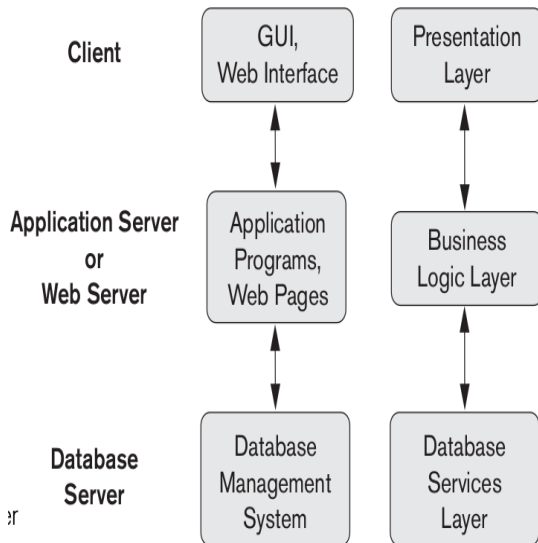 Client
GUI,
Web Interface
Presentation
Layer
Application Server
or
Web Server
Application
Programs,
Web Pages
Business
Logic Layer
Database
Server
Database
Management
System
Database
Services
Layer
er